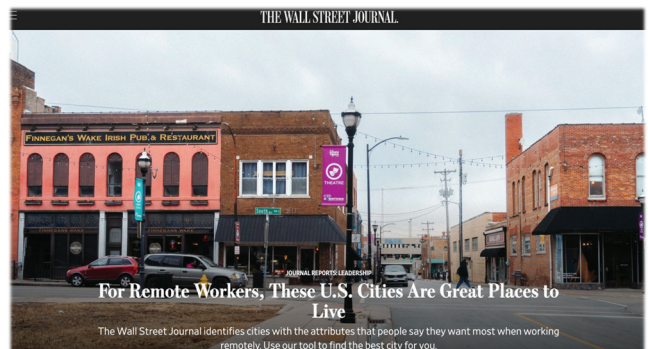 THE WALL STREET JOURNAL.
FINNEGAN'S WAKE IRISH PUB & RESTAURANT
THEATRE
South
JOURNAL REPORTS: LEADERSHIP
For Remote Workers, These U.S. Cities Are Great Places to
Live
The Wall Street Journal identifies cities with the attributes that people say they want most when working
remotely. Use our tool to find the best city for you.